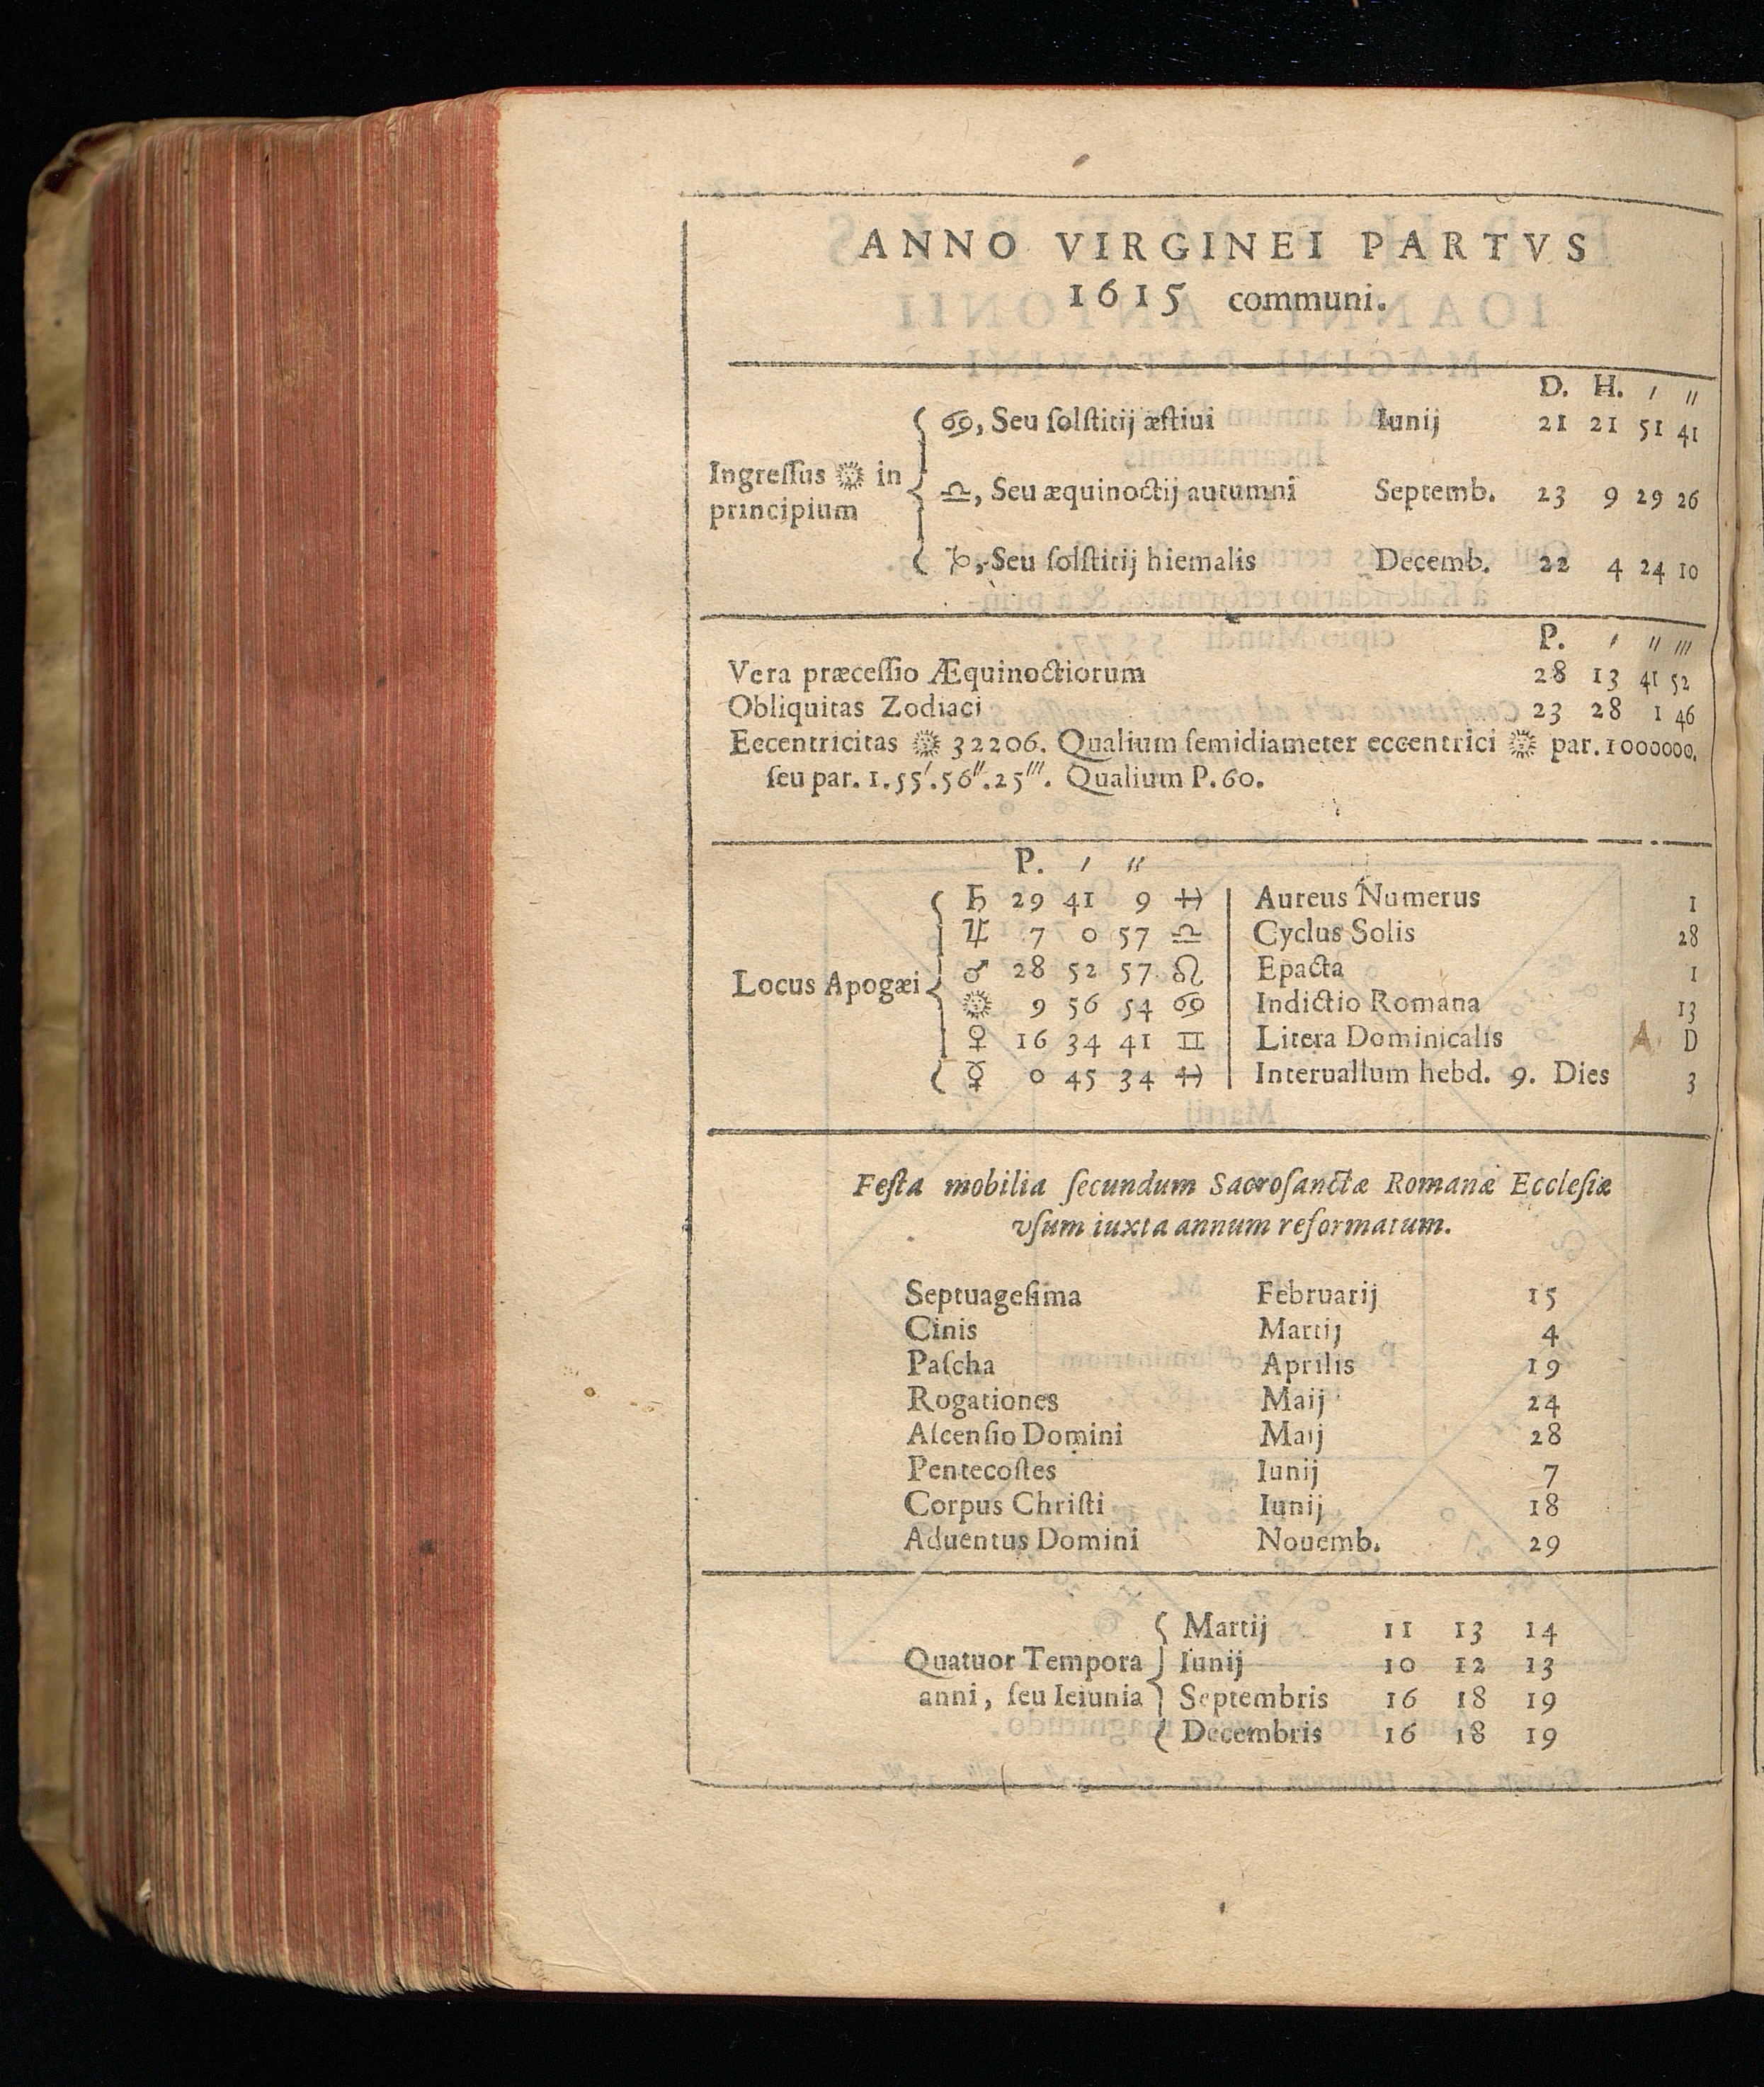 ANNO VIRGINEI PARTVS
1615 communi.
D. H. ′ ″
Ingreſſus ☉ in principium
♋, Seu ſolſtitij æſtiui Iunij 21 21 51 41
♎, Seu æquinoctij autumni Septemb. 23 9 29 26
♑, Seu ſolſtitij hiemalis Decemb. 22 4 24 10
P. ′ ″ ‴
Vera præceſſio Æquinoctiorum 28 13 41 52
Obliquitas Zodiaci 23 28 1 46
Eccentricitas ☉ 32206. Qualium ſemidiameter eccentrici ☉ par. 1000000.
ſeu par. 1.55′.56″.25‴. Qualium P.60.
P. ′ ″
Locus Apogæi
♄ 29 41 9 ♐ Aureus Numerus 1
♃ 7 0 57 ♎ Cyclus Solis 28
♂ 28 52 57 ♌ Epacta 1
☉ 9 56 54 ♋ Indictio Romana 13
♀ 16 34 41 ♊ Litera Dominicalis A D
☿ 0 45 34 ♐ Interuallum hebd. 9. Dies 3
Feſta mobilia ſecundum Sacroſanctæ Romanæ Eccleſiæ
vſum iuxta annum reformatum.
Septuageſima Februarij 15
Cinis Martij 4
Paſcha Aprilis 19
Rogationes Maij 24
Aſcenſio Domini Maij 28
Pentecoſtes Iunij 7
Corpus Chriſti Iunij 18
Aduentus Domini Nouemb. 29
Quatuor Tempora
anni, ſeu Ieiunia
Martij 11 13 14
Iunij 10 12 13
Septembris 16 18 19
Decembris 16 18 19